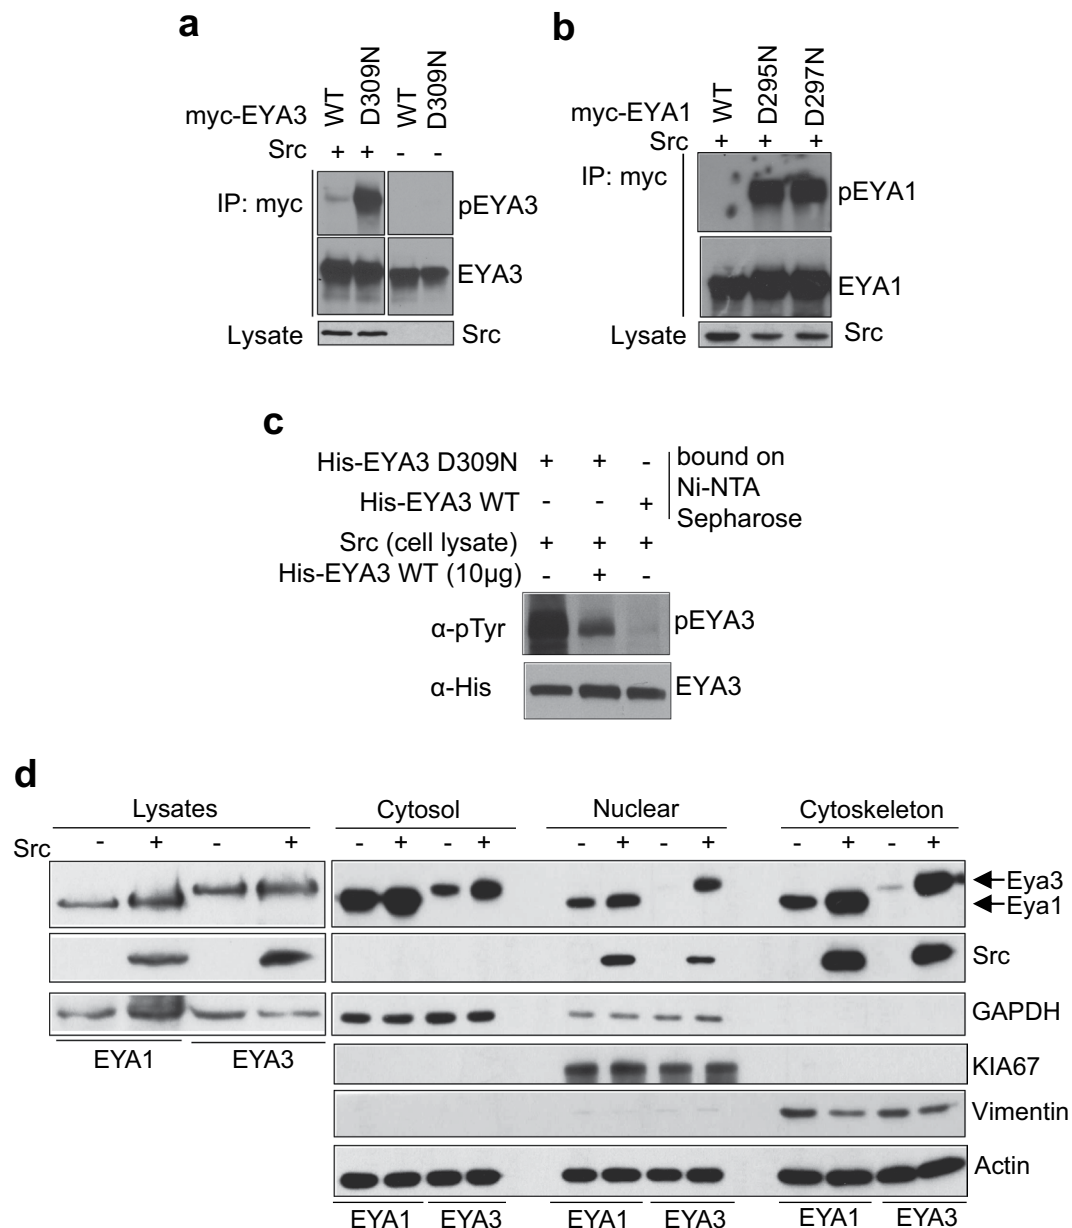 a
myc-EYA3 WT D309N WT D309N
Src + + - -
IP: myc
pEYA3
EYA3
Lysate Src
b
myc-EYA1 WT D295N D297N
Src + + +
IP: myc
pEYA1
EYA1
Lysate Src
c
His-EYA3 D309N + + -
His-EYA3 WT - - +
bound on
Ni-NTA
Sepharose
Src (cell lysate) + + +
His-EYA3 WT (10µg) - + -
α-pTyr pEYA3
α-His EYA3
d
Lysates Cytosol Nuclear Cytoskeleton
Src - + - + - + - + - + - + - + - +
Eya3
Eya1
Src
GAPDH
EYA1 EYA3
KIA67
Vimentin
Actin
EYA1 EYA3 EYA1 EYA3 EYA1 EYA3